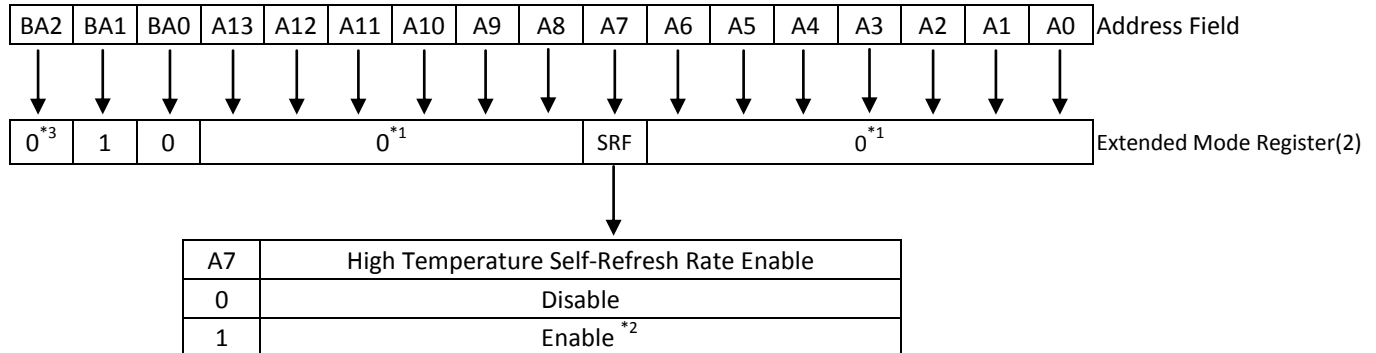 BA2 BA1 BA0 A13 A12 A11 A10 A9 A8 A7 A6 A5 A4 A3 A2 A1 A0 Address Field
0*3 1 0 0*1 SRF 0*1 Extended Mode Register(2)
A7 High Temperature Self-Refresh Rate Enable
0 Disable
1 Enable *2